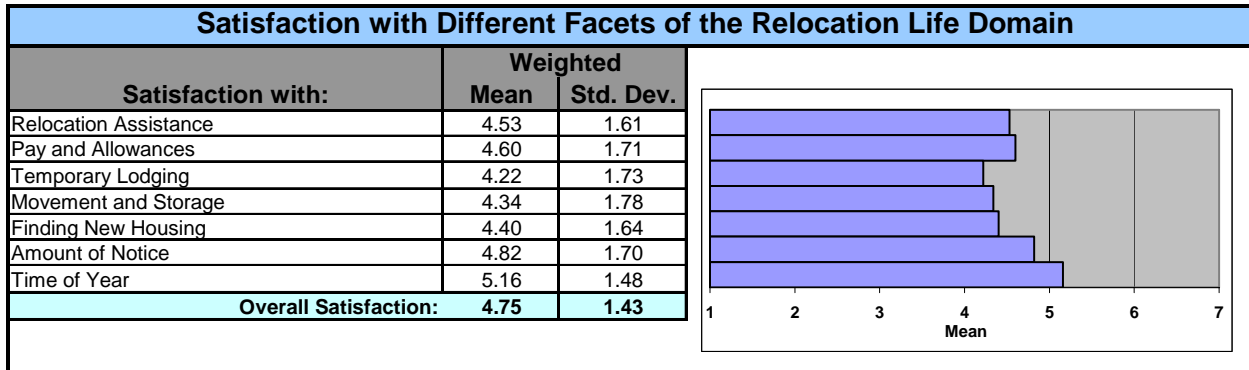 Satisfaction with Different Facets of the Relocation Life Domain
Weighted
Satisfaction with: Mean Std. Dev.
Relocation Assistance 4.53 1.61
Pay and Allowances 4.60 1.71
Temporary Lodging 4.22 1.73
Movement and Storage 4.34 1.78
Finding New Housing 4.40 1.64
Amount of Notice 4.82 1.70
Time of Year 5.16 1.48
Overall Satisfaction: 4.75 1.43
1 2 3 4 5 6 7
Mean